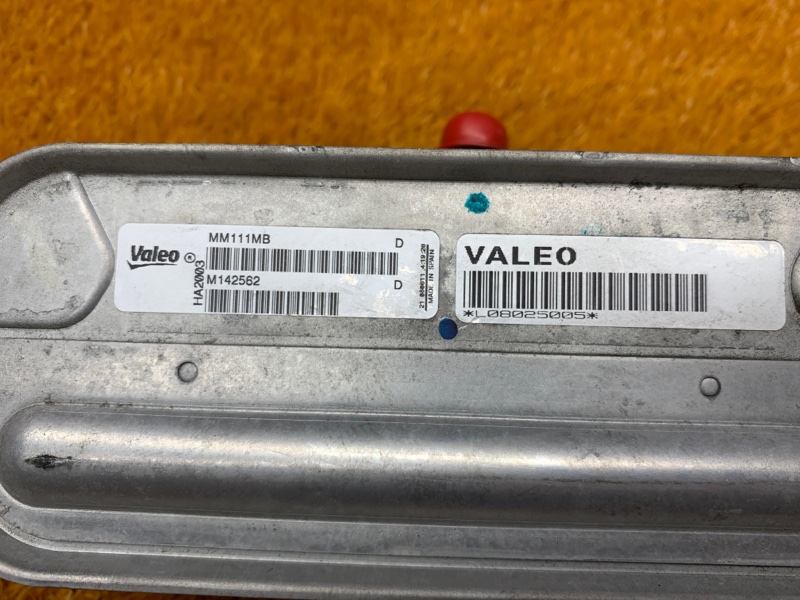 Valeo ®
HA2003
MM111MB D
M142562 D
MADE IN SPAIN
VALEO
*L08025005*